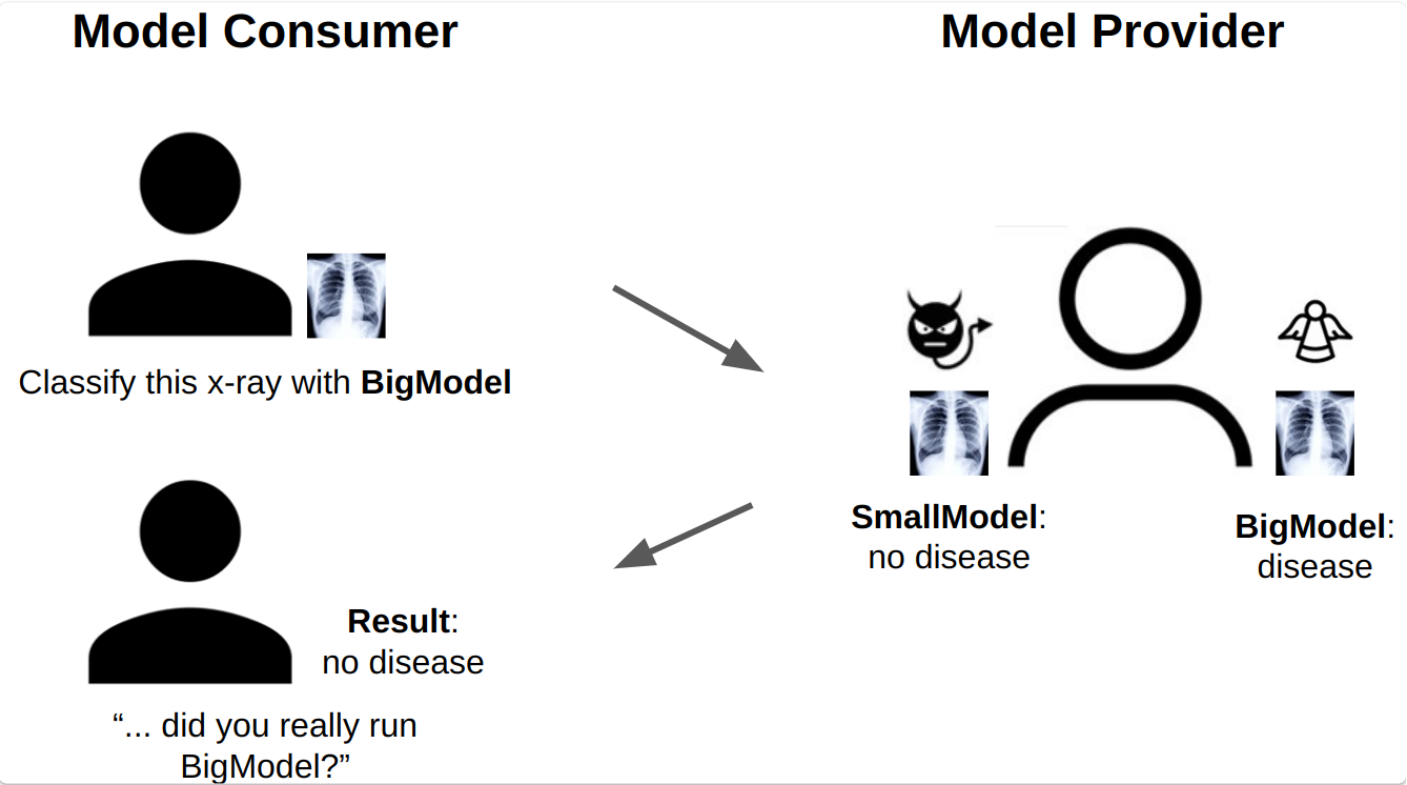 Model Consumer
Model Provider
Classify this x-ray with BigModel
SmallModel:
no disease
BigModel:
disease
Result:
no disease
“... did you really run
BigModel?”